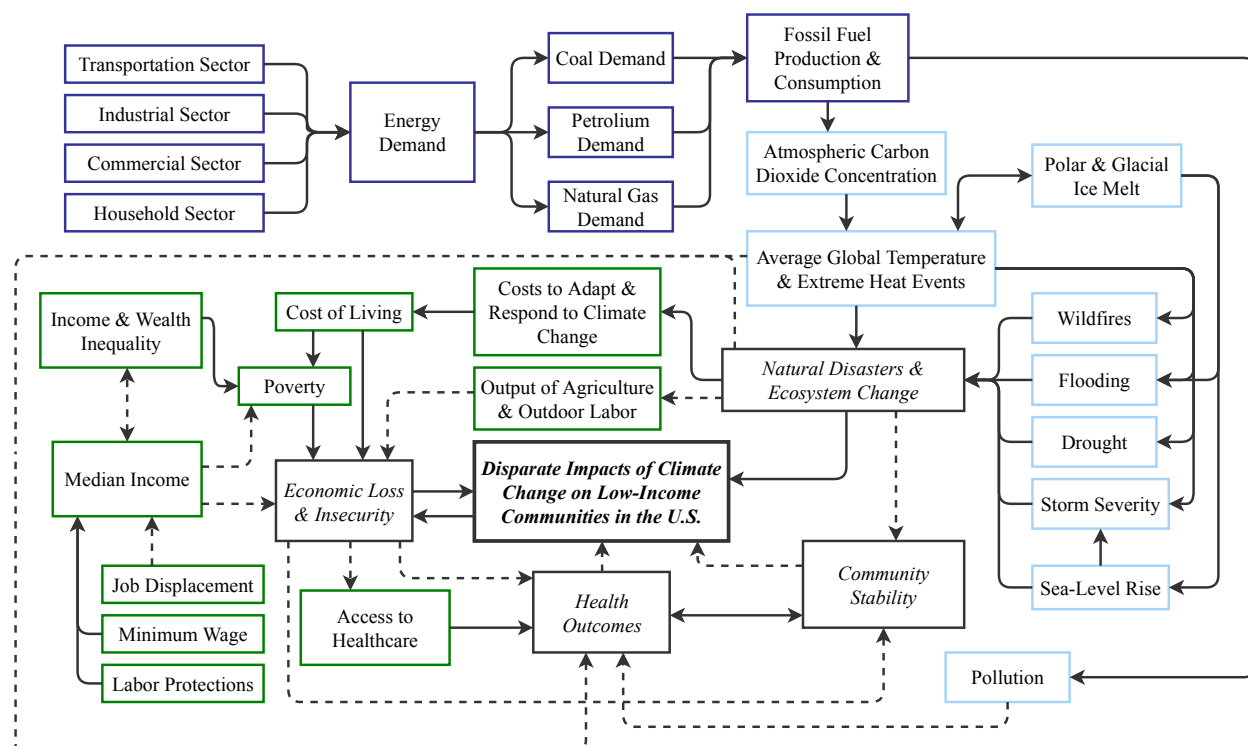 Transportation Sector
Industrial Sector
Commercial Sector
Household Sector
Energy
Demand
Coal Demand
Petrolium Demand
Natural Gas
Demand
Fossil Fuel
Production &
Consumption
Atmospheric Carbon
Dioxide Concentration
Polar & Glacial
Ice Melt
Average Global Temperature
& Extreme Heat Events
Income & Wealth
Inequality
Cost of Living
Costs to Adapt &
Respond to Climate
Change
Poverty
Output of Agriculture
& Outdoor Labor
Natural Disasters &
Ecosystem Change
Wildfires
Flooding
Drought
Storm Severity
Sea-Level Rise
Median Income
Economic Loss
& Insecurity
Disparate Impacts of Climate
Change on Low-Income
Communities in the U.S.
Job Displacement
Minimum Wage
Labor Protections
Access to
Healthcare
Health
Outcomes
Community
Stability
Pollution